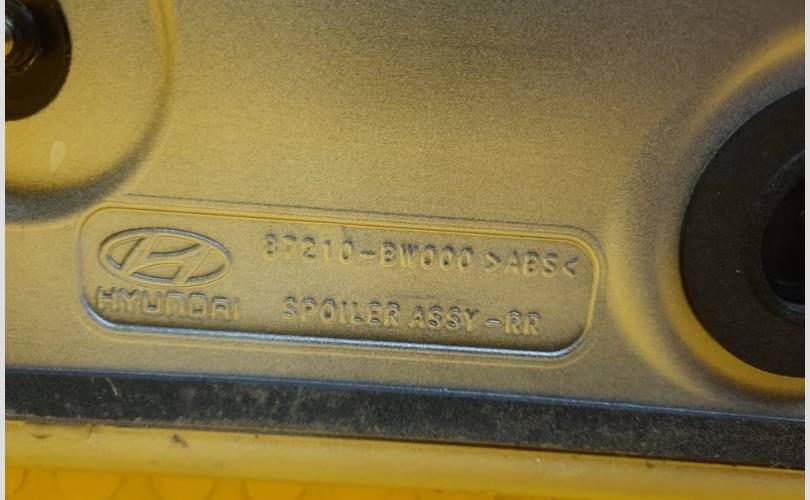 87210-BW000 >ABS<
HYUNDAI SPOILER ASSY-RR